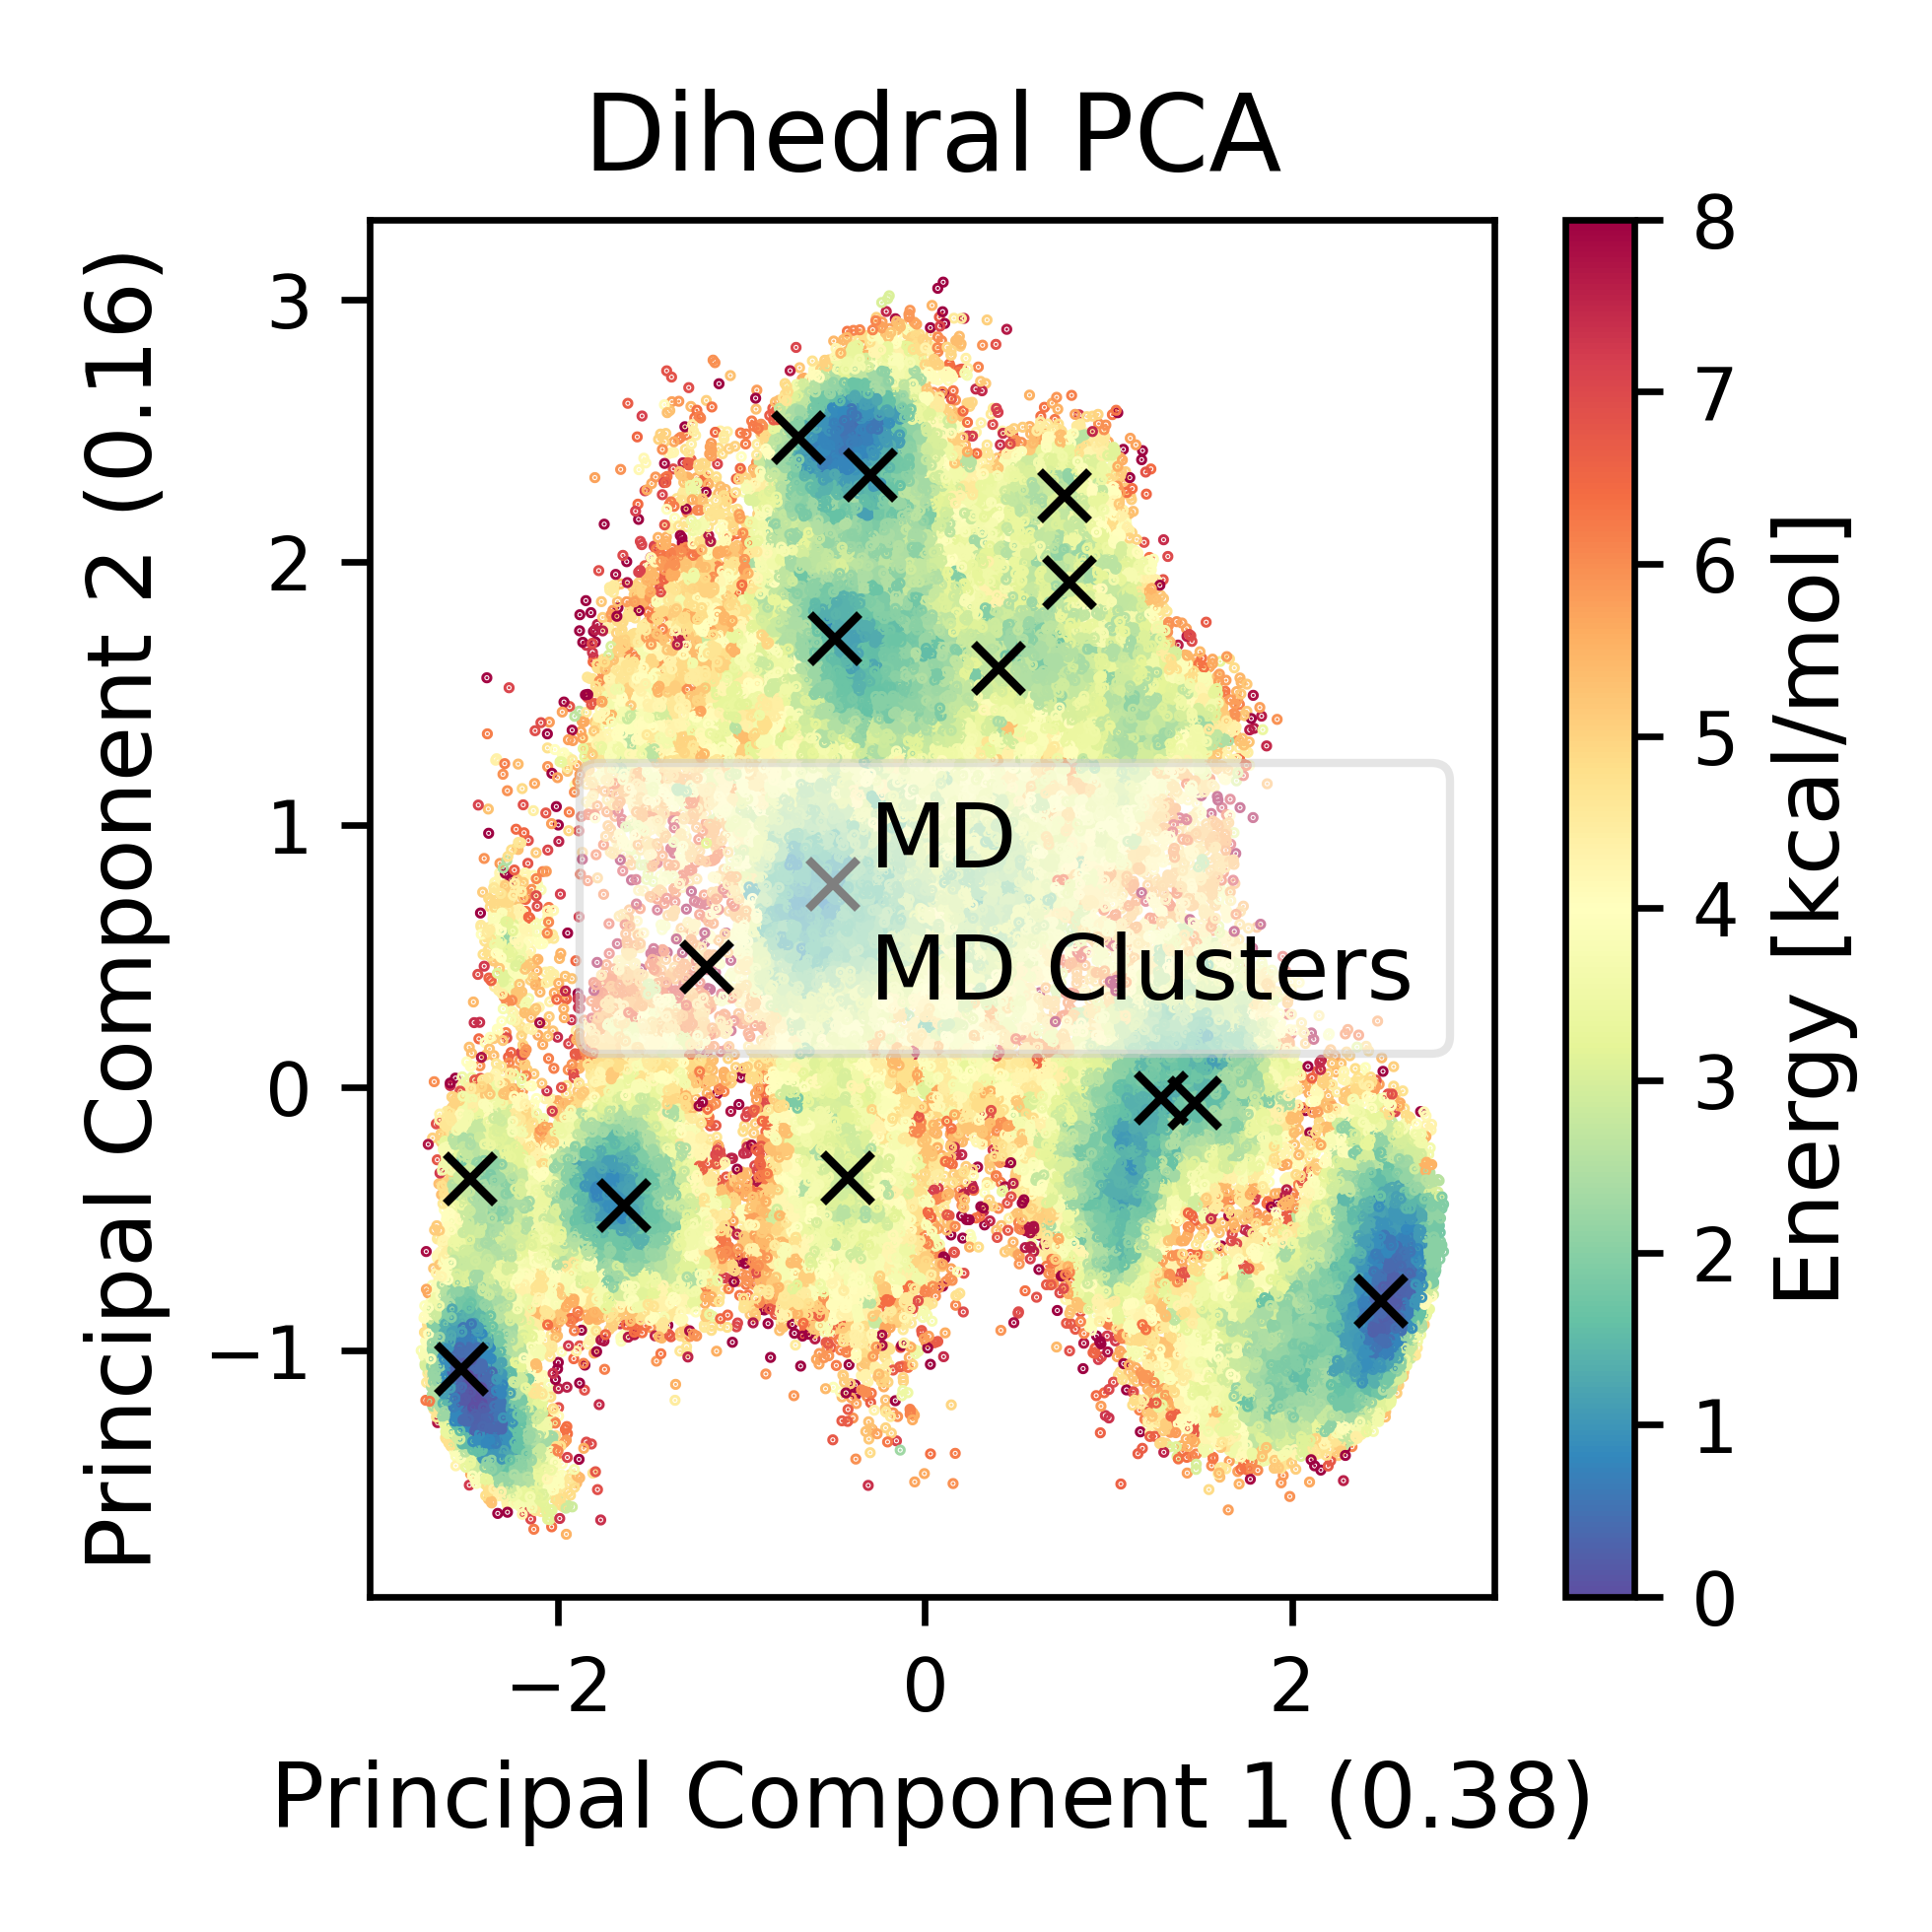 Dihedral PCA
Principal Component 2 (0.16)
3
2
1
0
−1
MD
MD Clusters
−2
0
2
Principal Component 1 (0.38)
8
7
6
5
4
3
2
1
0
Energy [kcal/mol]